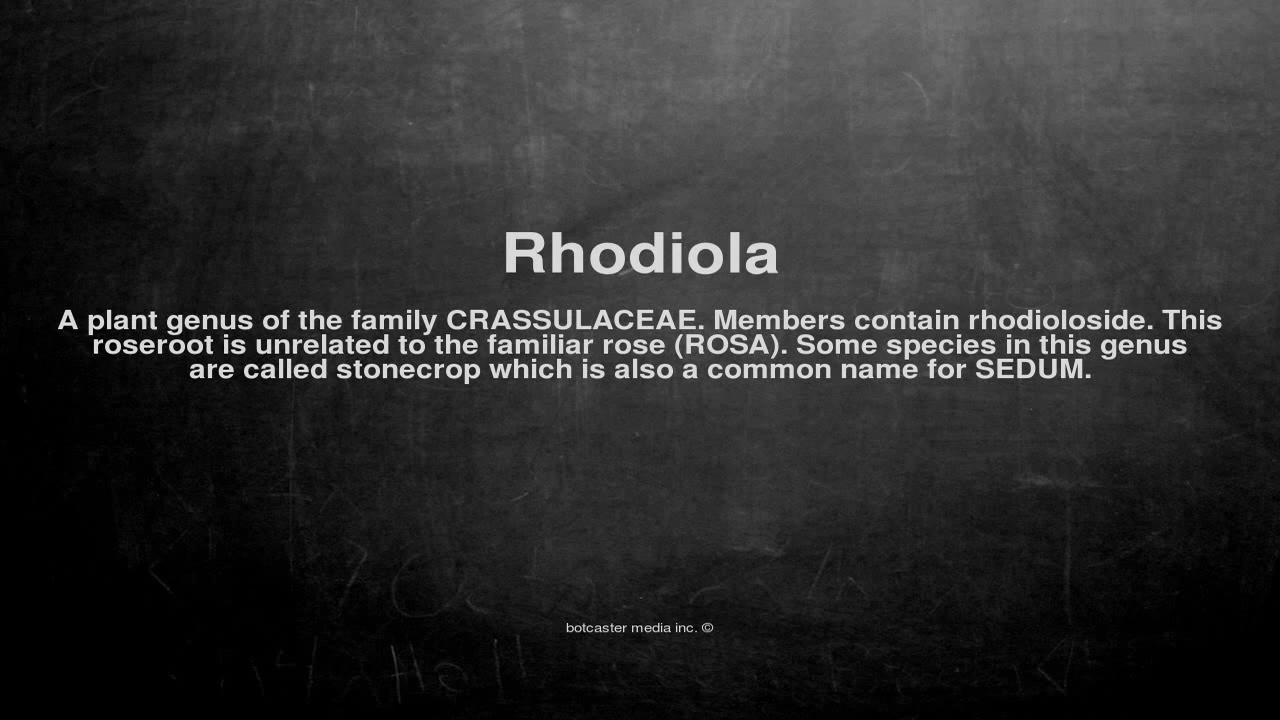 Rhodiola
A plant genus of the family CRASSULACEAE. Members contain rhodioloside. This
roseroot is unrelated to the familiar rose (ROSA). Some species in this genus
are called stonecrop which is also a common name for SEDUM.
botcaster media inc. ©